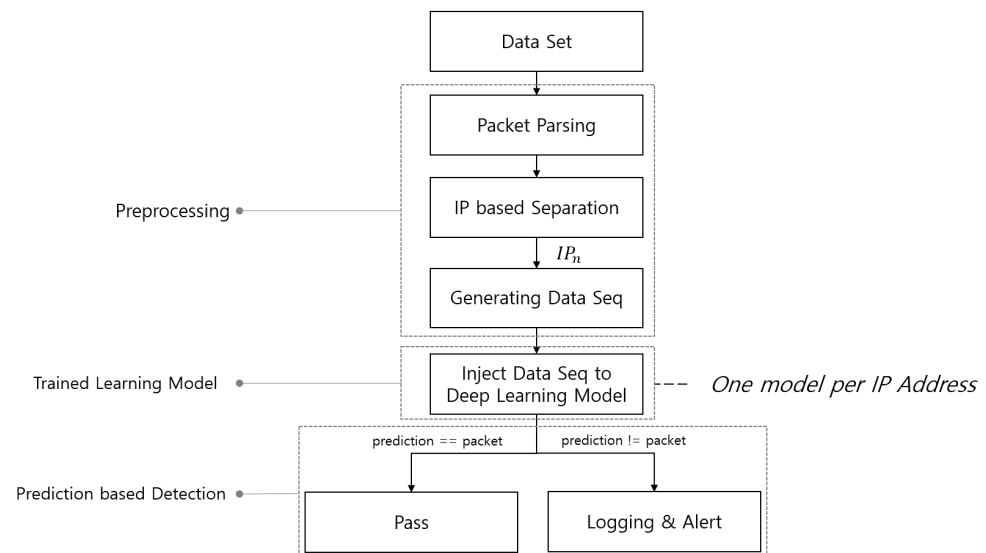 Data Set
Packet Parsing
Preprocessing
IP based Separation
IPₙ
Generating Data Seq
Trained Learning Model
Inject Data Seq to
Deep Learning Model
One model per IP Address
prediction == packet
prediction != packet
Prediction based Detection
Pass
Logging & Alert